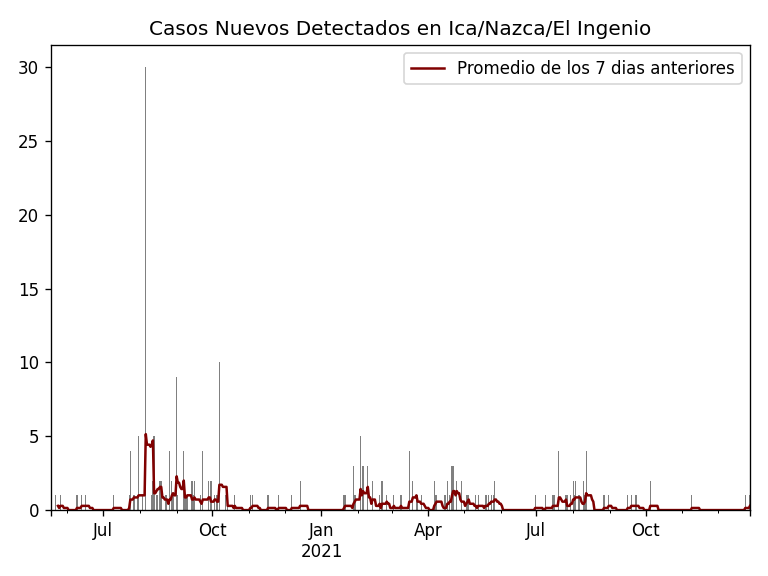 Casos Nuevos Detectados en Ica/Nazca/El Ingenio
Promedio de los 7 dias anteriores
30
25
20
15
10
5
0
Jul Oct Jan Apr Jul Oct
2021